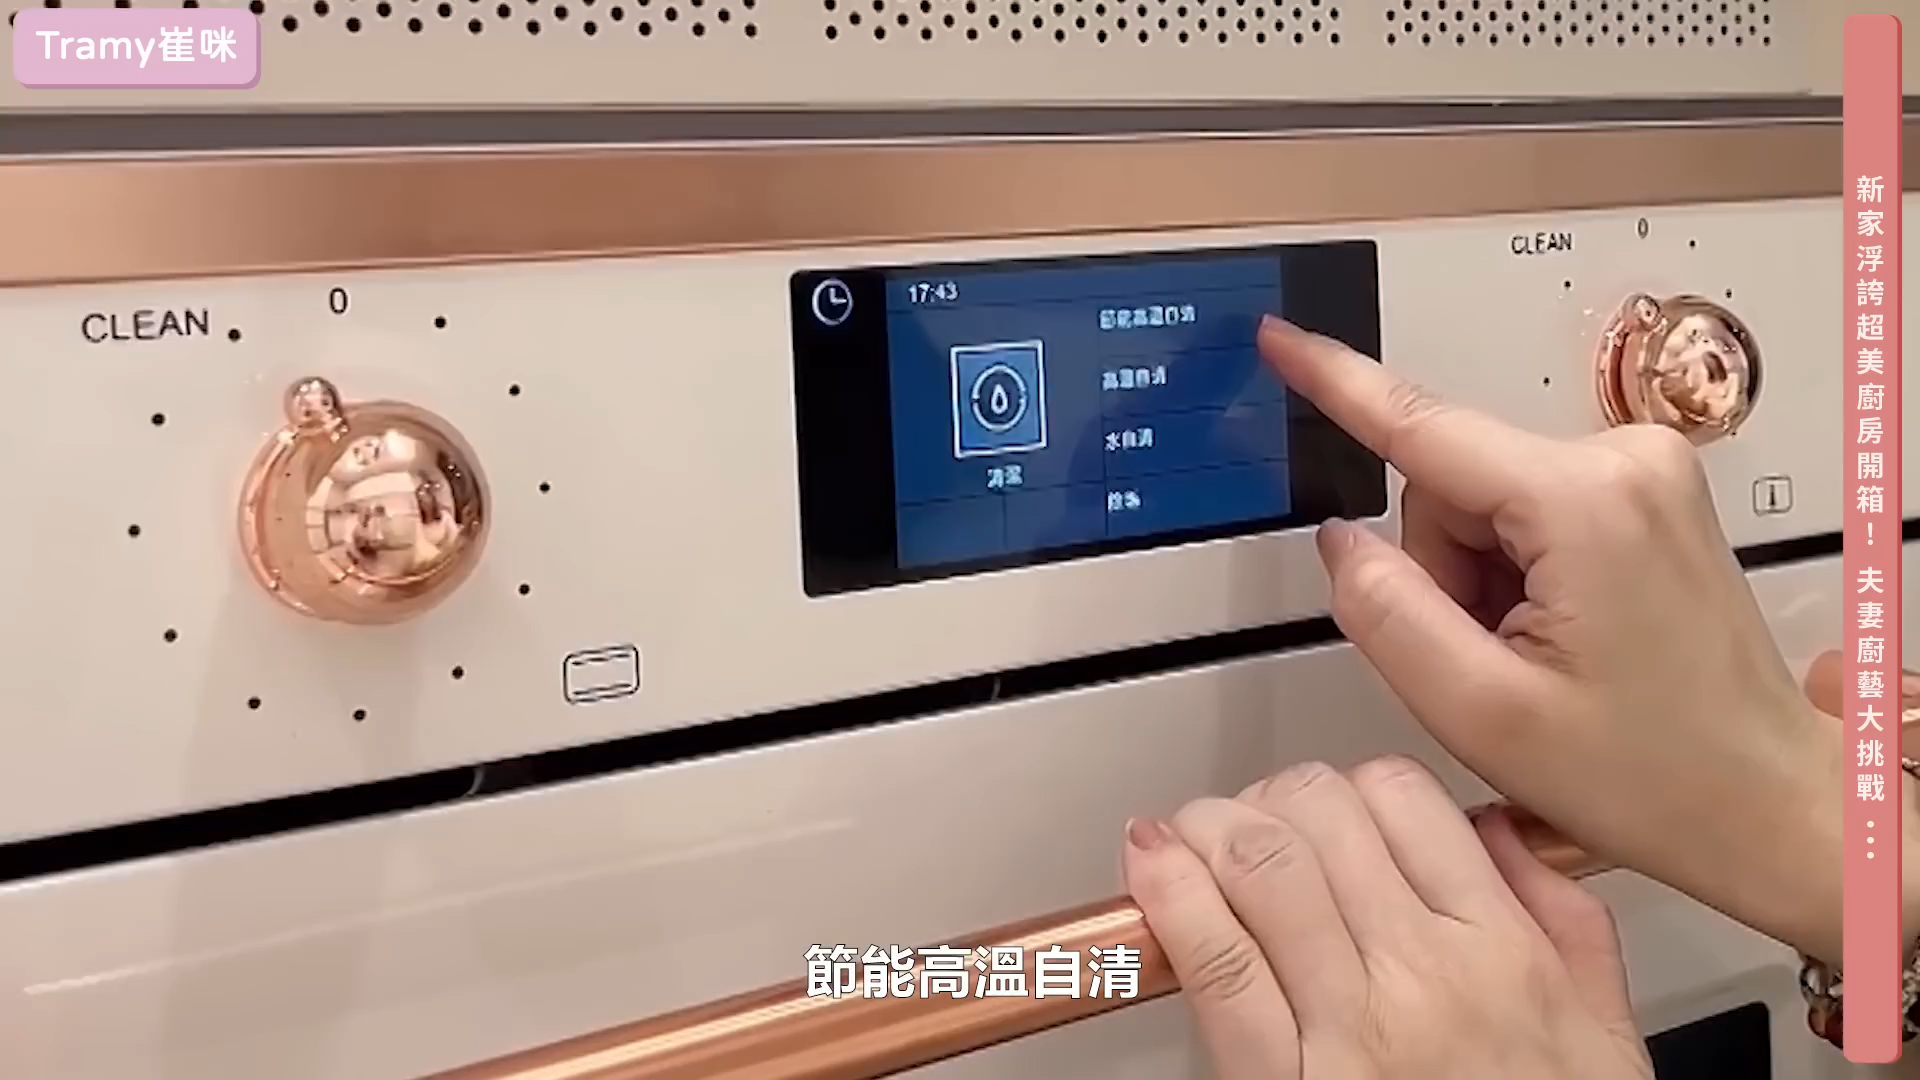 Tramy崔咪
CLEAN
0
17:43
節能高溫自清
高溫自清
水自清
清潔
除垢
CLEAN
0
節能高溫自清
新家浮誇超美廚房開箱！夫妻廚藝大挑戰...